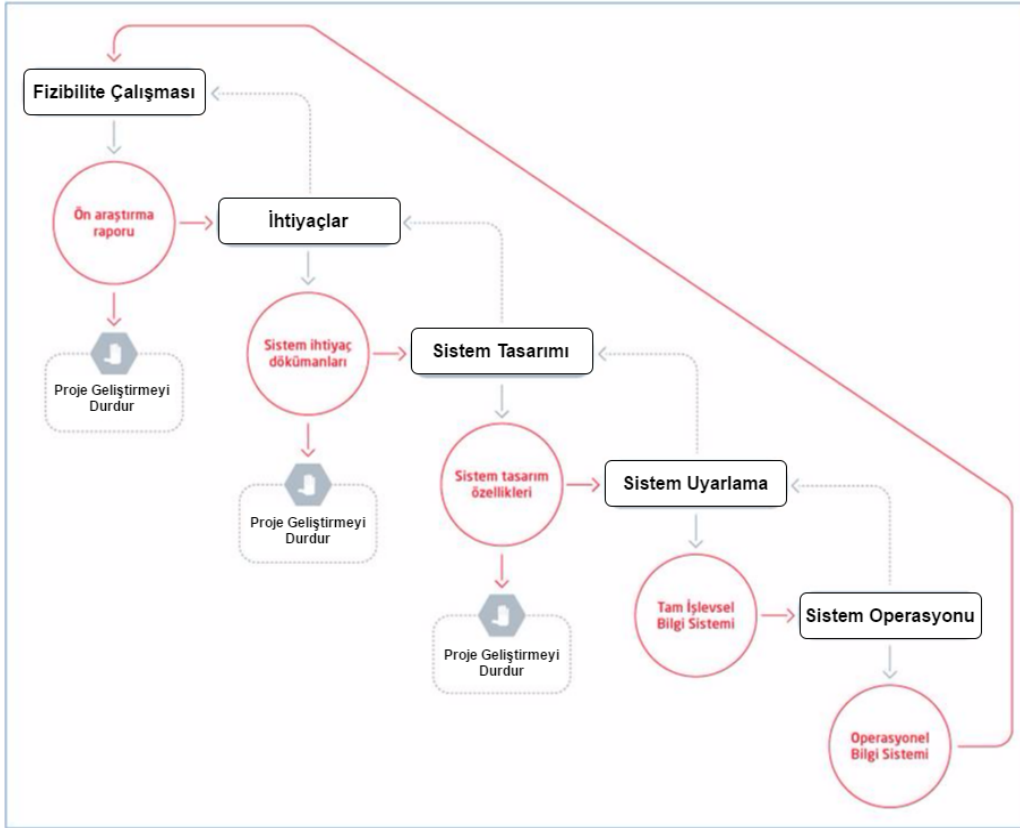 Fizibilite Çalışması
Ön araştırma
raporu
İhtiyaçlar
Proje Geliştirmeyi
Durdur
Sistem ihtiyaç
dökümanları
Sistem Tasarımı
Proje Geliştirmeyi
Durdur
Sistem tasarım
özellikleri
Sistem Uyarlama
Proje Geliştirmeyi
Durdur
Tam İşlevsel
Bilgi Sistemi
Sistem Operasyonu
Operasyonel
Bilgi Sistemi